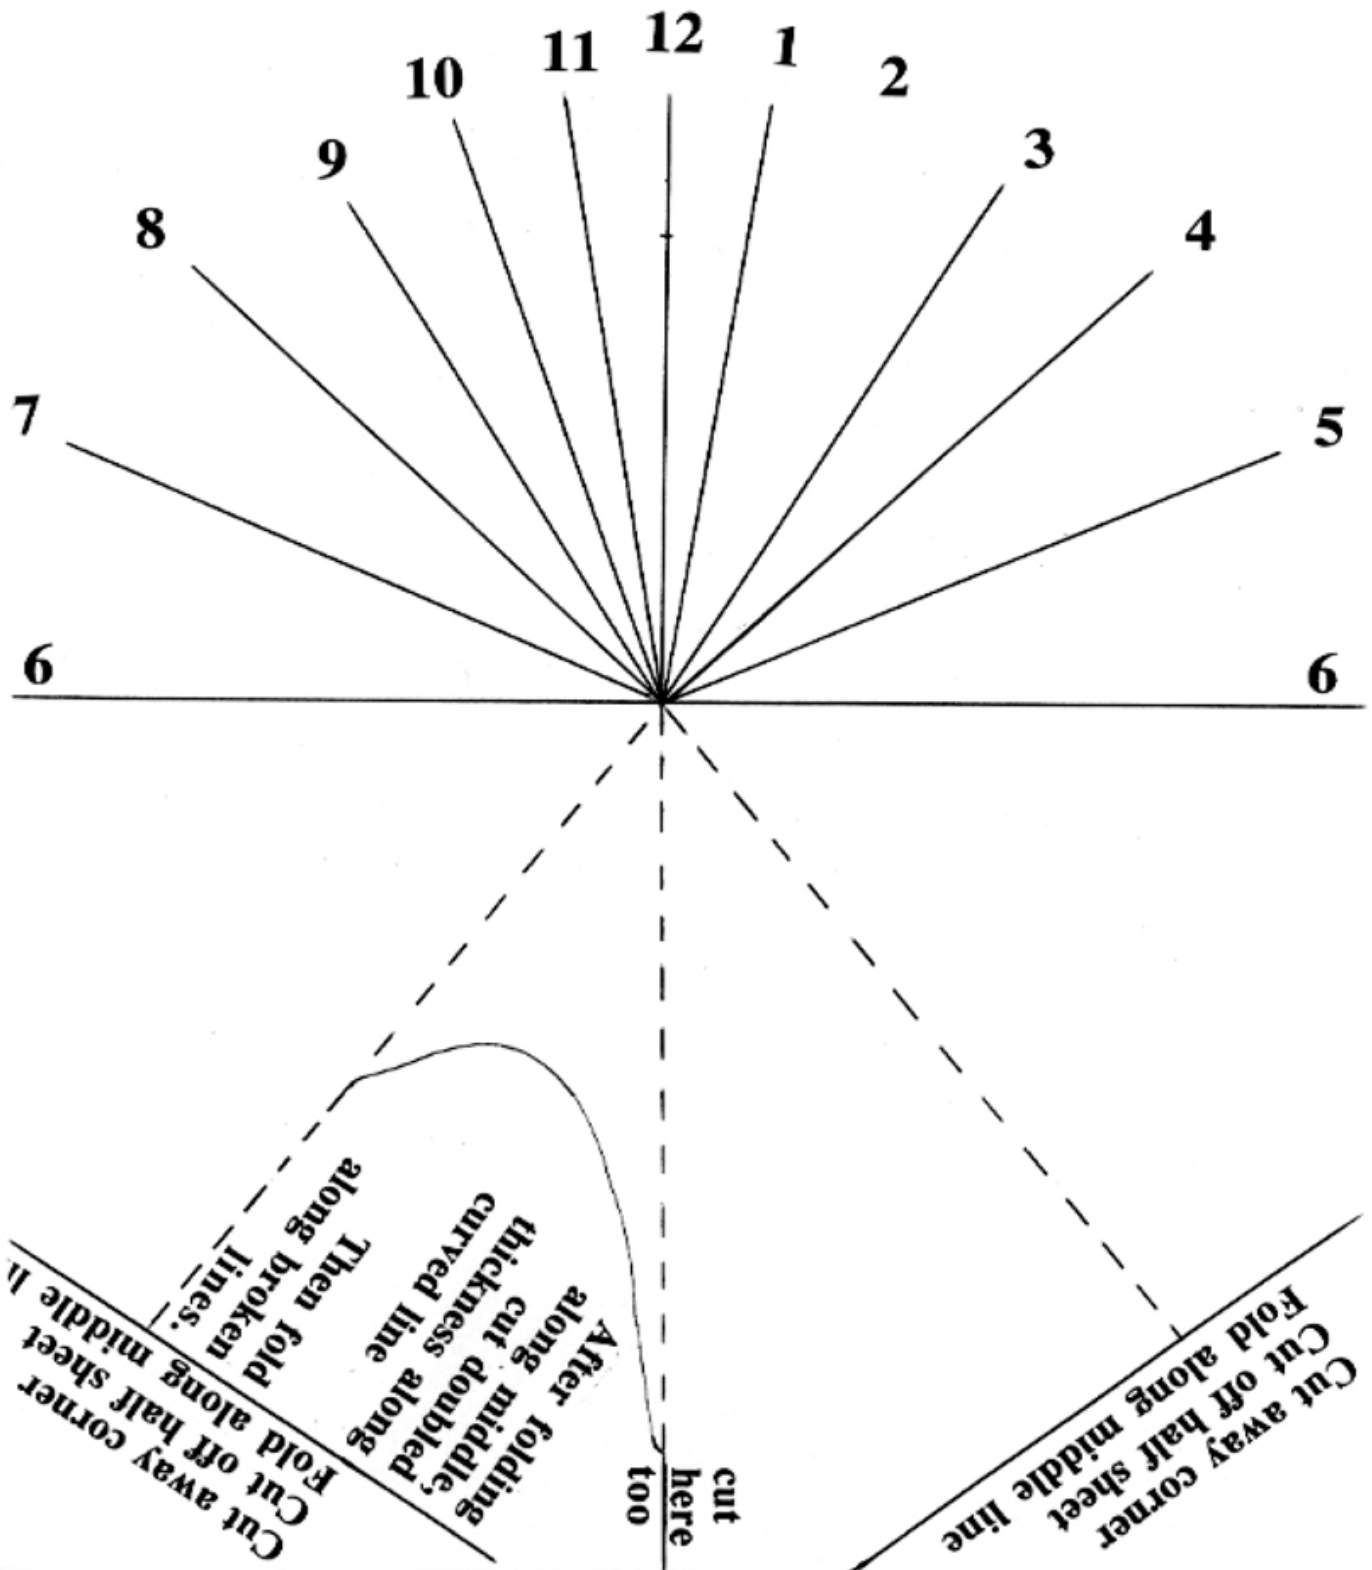 12
11
1
10
2
9
3
8
4
7
5
6
6
Then fold
along broken
lines.
After folding
along middle,
cut doubled
thickness along
curved line
Cut away corner
Cut off half sheet
Fold along middle
cut
here
too
Cut away corner
Cut off half sheet
Fold along middle line